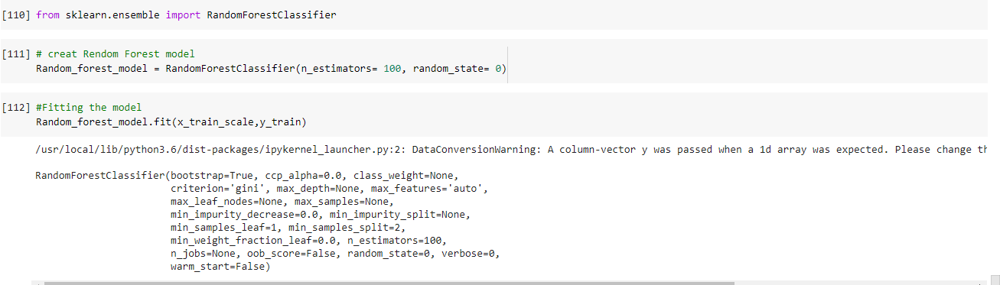 [110] from sklearn.ensemble import RandomForestClassifier
[111] # creat Rendom Forest model
Random_forest_model = RandomForestClassifier(n_estimators= 100, random_state= 0)
[112] #Fitting the model
Random_forest_model.fit(x_train_scale,y_train)
/usr/local/lib/python3.6/dist-packages/ipykernel_launcher.py:2: DataConversionWarning: A column-vector y was passed when a 1d array was expected. Please change th
RandomForestClassifier(bootstrap=True, ccp_alpha=0.0, class_weight=None,
criterion='gini', max_depth=None, max_features='auto',
max_leaf_nodes=None, max_samples=None,
min_impurity_decrease=0.0, min_impurity_split=None,
min_samples_leaf=1, min_samples_split=2,
min_weight_fraction_leaf=0.0, n_estimators=100,
n_jobs=None, oob_score=False, random_state=0, verbose=0,
warm_start=False)